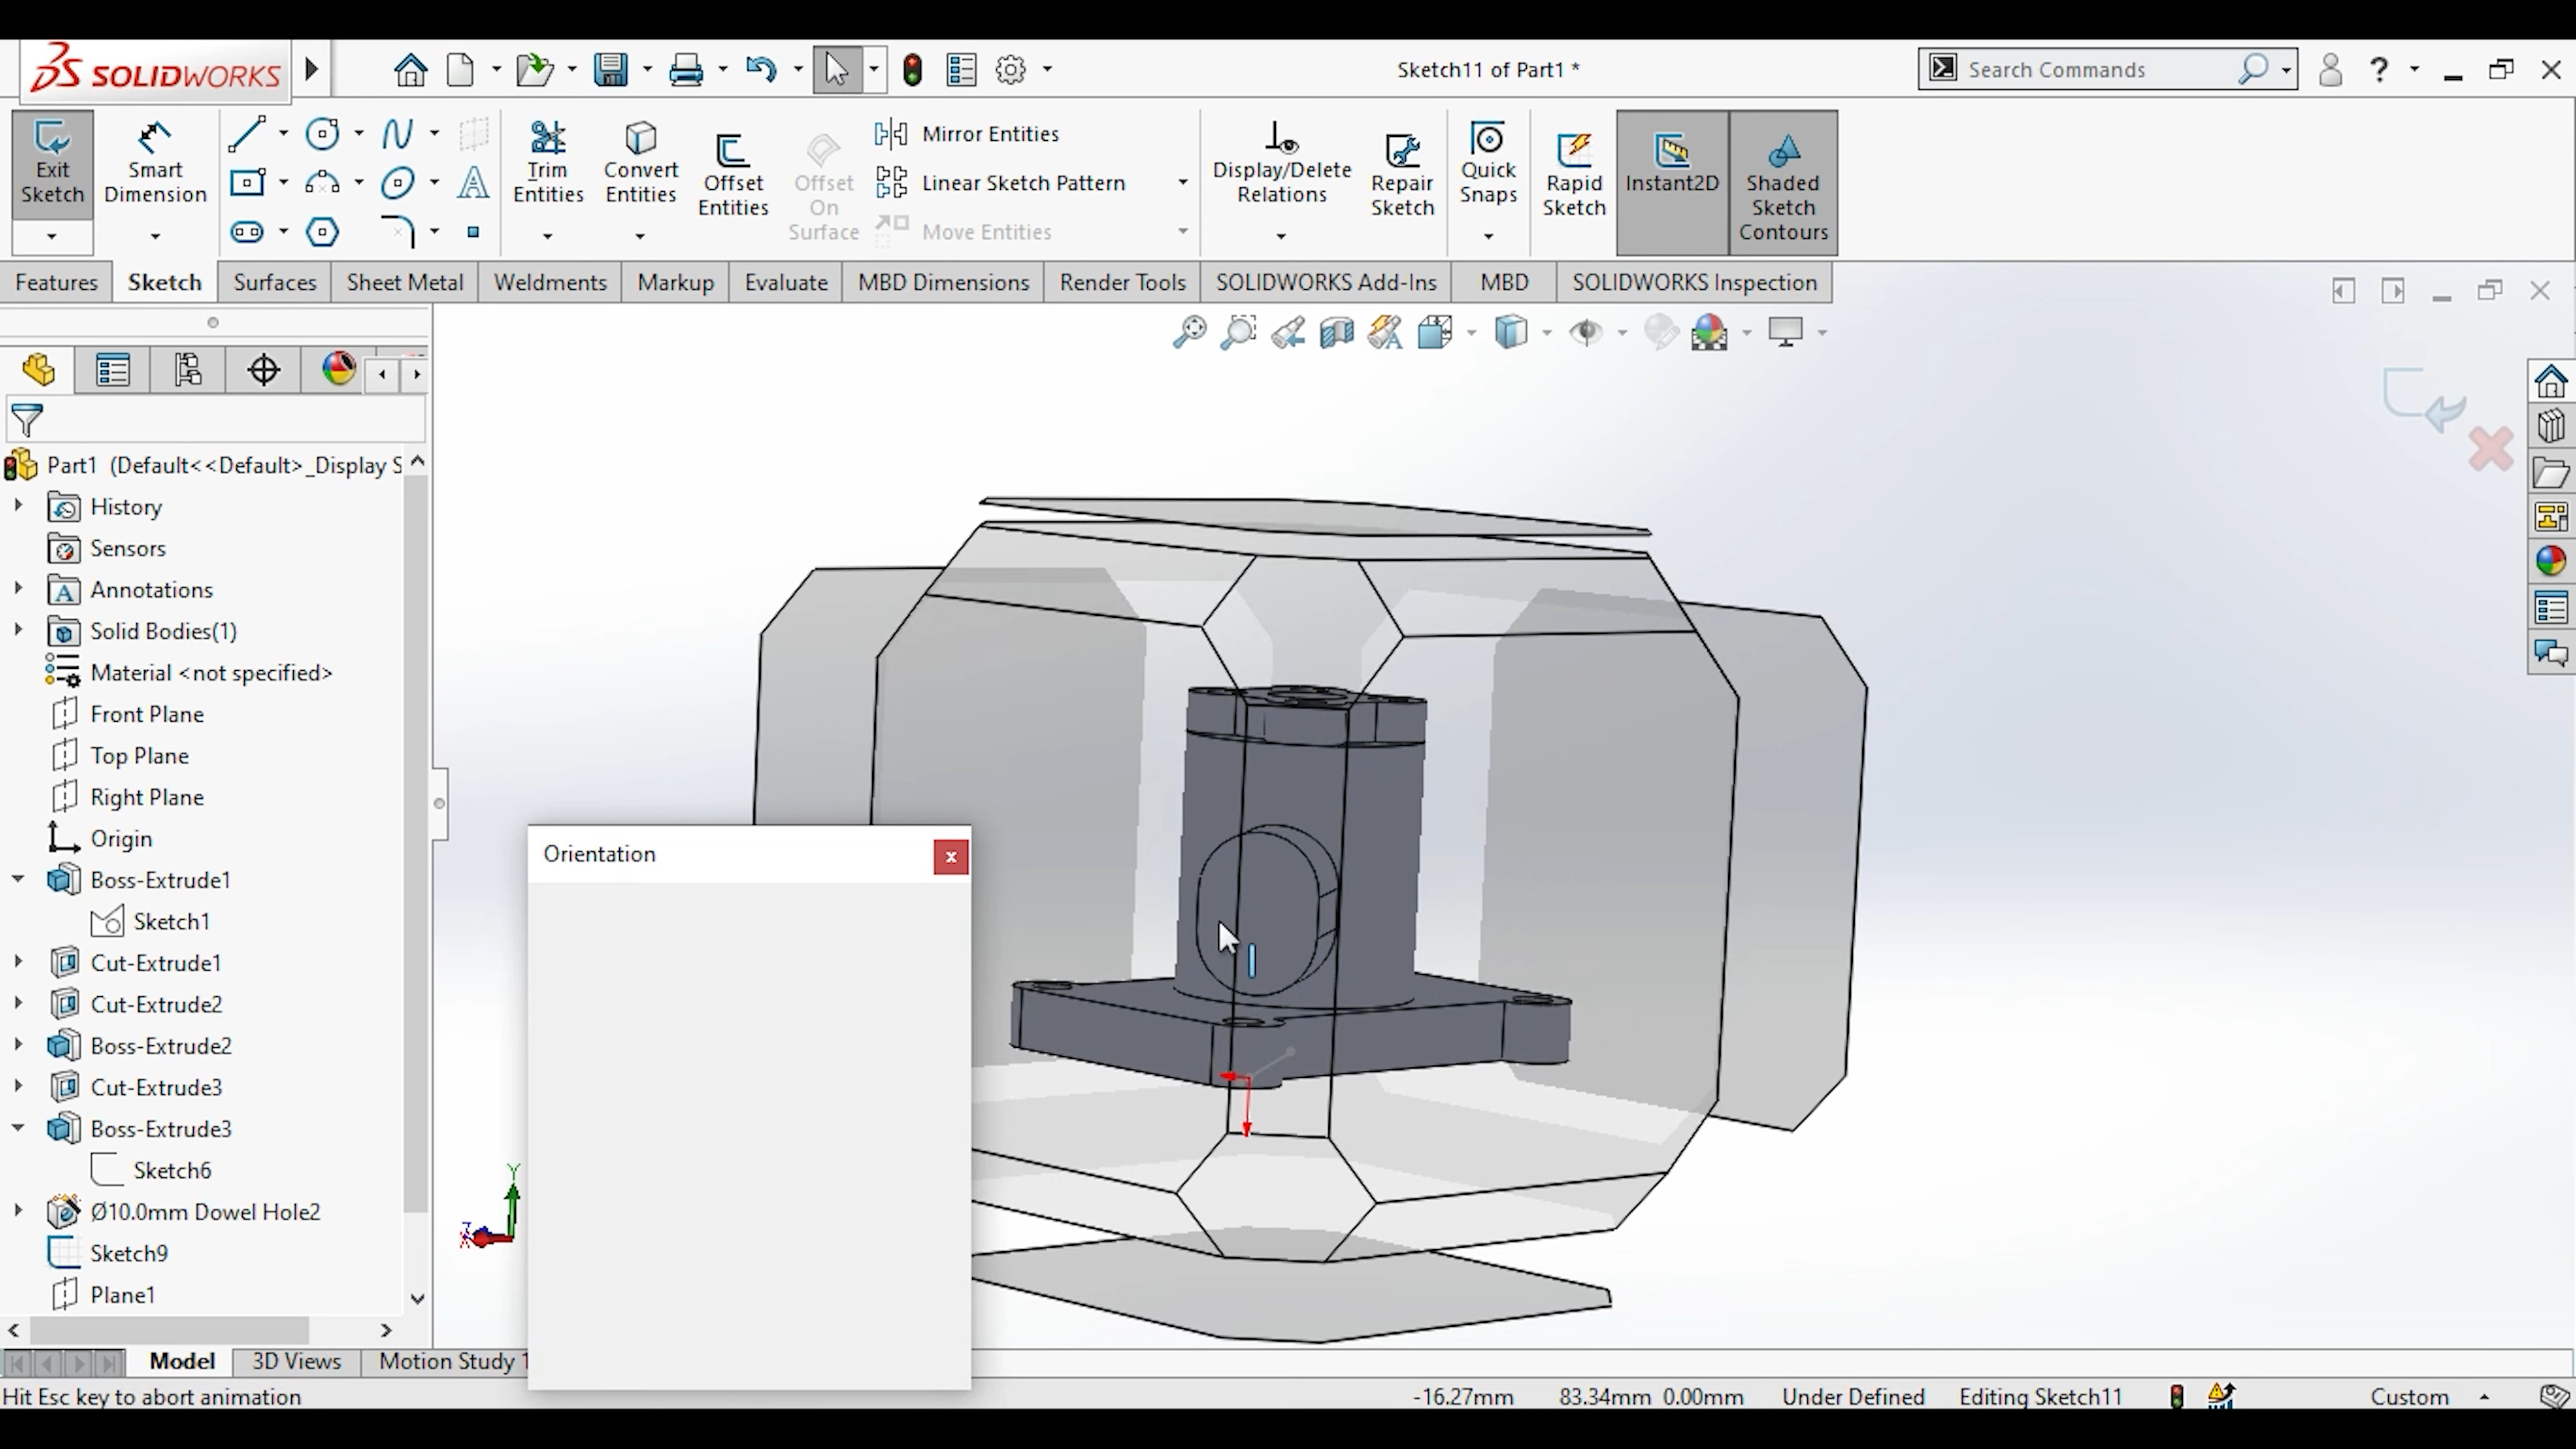 SOLIDWORKS
Sketch11 of Part1 *
Search Commands
?
Exit Sketch
Smart Dimension
Trim Entities
Convert Entities
Offset Entities
Offset On Surface
Mirror Entities
Linear Sketch Pattern
Move Entities
Display/Delete Relations
Repair Sketch
Quick Snaps
Rapid Sketch
Instant2D
Shaded Sketch Contours
Features Sketch Surfaces Sheet Metal Weldments Markup Evaluate MBD Dimensions Render Tools SOLIDWORKS Add-Ins MBD SOLIDWORKS Inspection
Part1 (Default<<Default>_Display S
History
Sensors
Annotations
Solid Bodies(1)
Material <not specified>
Front Plane
Top Plane
Right Plane
Origin
Boss-Extrude1
Sketch1
Cut-Extrude1
Cut-Extrude2
Boss-Extrude2
Cut-Extrude3
Boss-Extrude3
Sketch6
Ø10.0mm Dowel Hole2
Sketch9
Plane1
Orientation
Y
Model 3D Views Motion Study 1
Hit Esc key to abort animation
-16.27mm 83.34mm 0.00mm Under Defined Editing Sketch11 Custom